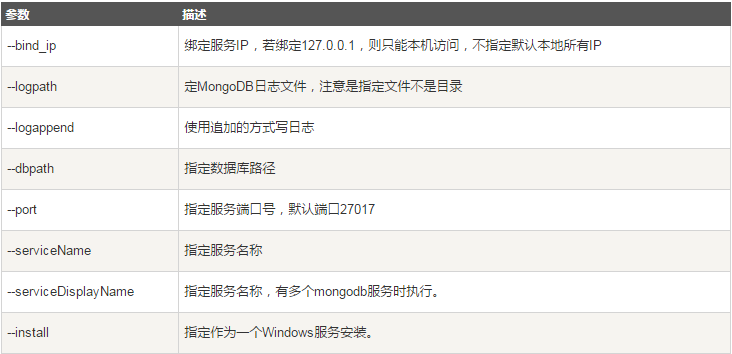 参数 描述
--bind_ip 绑定服务IP，若绑定127.0.0.1，则只能本机访问，不指定默认本地所有IP
--logpath 定MongoDB日志文件，注意是指定文件不是目录
--logappend 使用追加的方式写日志
--dbpath 指定数据库路径
--port 指定服务端口号，默认端口27017
--serviceName 指定服务名称
--serviceDisplayName 指定服务名称，有多个mongodb服务时执行。
--install 指定作为一个Windows服务安装。